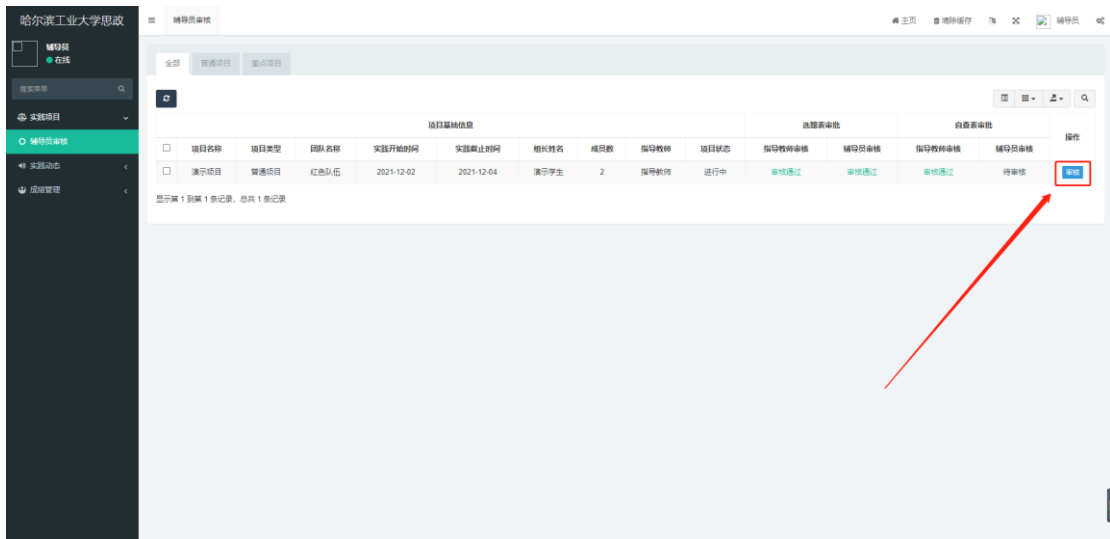 哈尔滨工业大学思政
辅导员审核
主页
清除缓存
辅导员
辅导员
在线
搜索菜单
实践项目
辅导员审核
实践动态
成绩管理
全部 普通项目 重点项目
项目基础信息 选题表审批 自查表审批 操作
项目名称 项目类型 团队名称 实践开始时间 实践截止时间 组长姓名 成员数 指导教师 项目状态 指导教师审核 辅导员审核 指导教师审核 辅导员审核
演示项目 普通项目 红色队伍 2021-12-02 2021-12-04 演示学生 2 指导教师 进行中 审核通过 审核通过 审核通过 待审核 审核
显示第 1 到第 1 条记录，总共 1 条记录